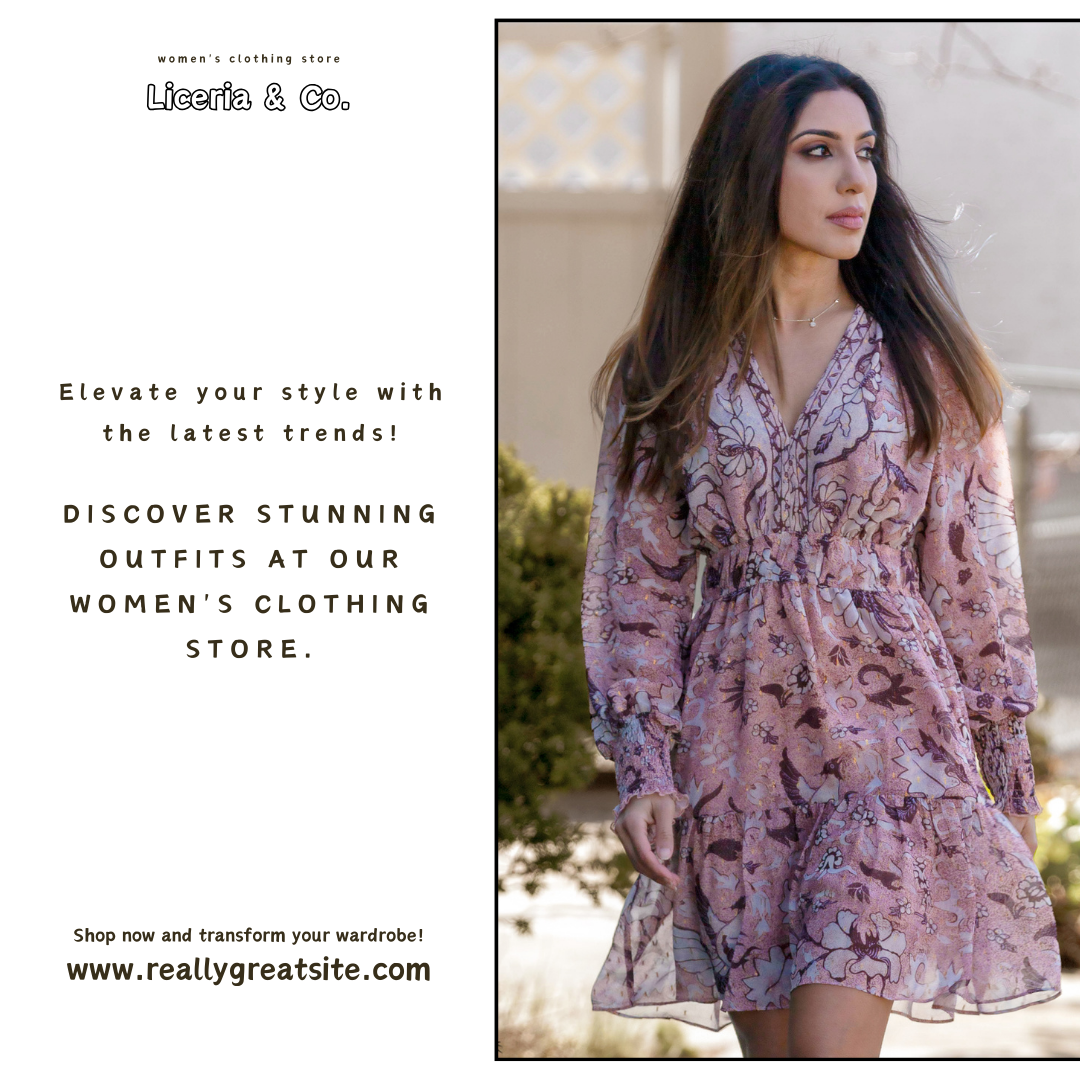 women's clothing store
Liceria & Co.
Elevate your style with
the latest trends!
DISCOVER STUNNING
OUTFITS AT OUR
WOMEN'S CLOTHING
STORE.
Shop now and transform your wardrobe!
www.reallygreatsite.com